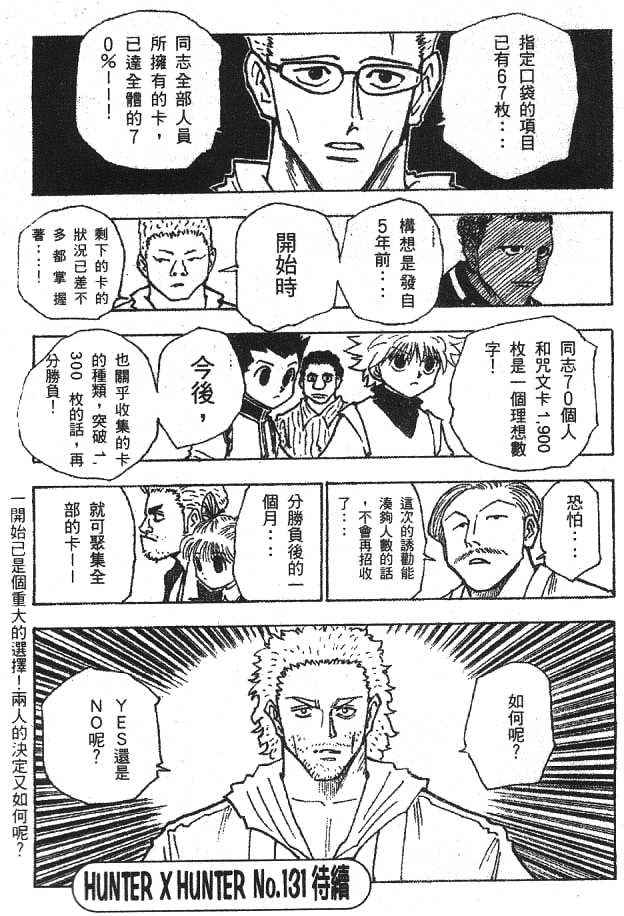 指定口袋的項目
已有67枚...
同志全部人員
所擁有的卡，
已達全體的7
0%——！
構想是發自
5年前...
開始時
剩下的卡的
狀況已差不
多都掌握
著...！
同志70個人
和咒文卡1.900
枚是一個理想數
字！
今後，
也關乎收集的卡
的種類，突破1.
300枚的話，再
分勝負！
恐怕...
這次的誘勸能
湊夠人數的話
，不會再招收
了...
分勝負後的一
個月...
就可聚集全
部的卡——
如何呢？
YES還是
NO呢？
一開始已是個重大的選擇！兩人的決定又如何呢？
HUNTER X HUNTER No.131 待續